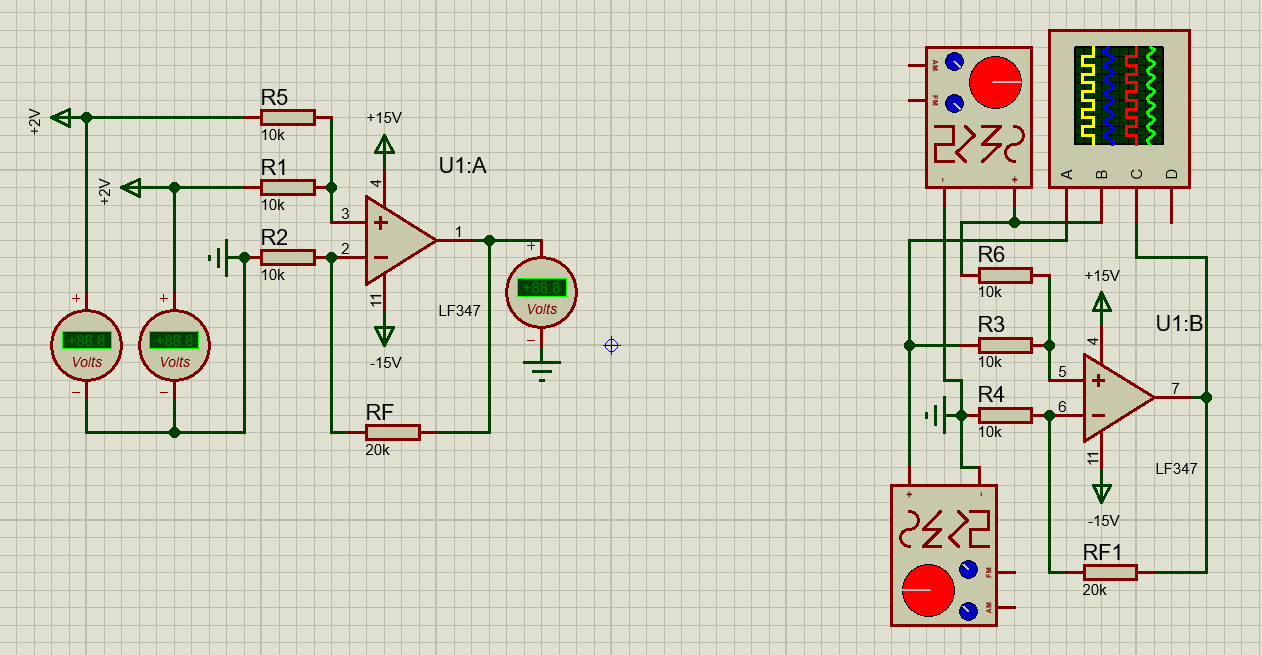 +2V
R5
10k
+2V
R1
10k
R2
10k
+15V
4
U1:A
3
2
1
11
LF347
-15V
+88.8
Volts
+88.8
Volts
+88.8
Volts
RF
20k
AM
FM
-
+
A
B
C
D
R6
10k
R3
10k
R4
10k
+15V
4
U1:B
5
6
7
11
LF347
-15V
RF1
20k
+
-
FM
AM